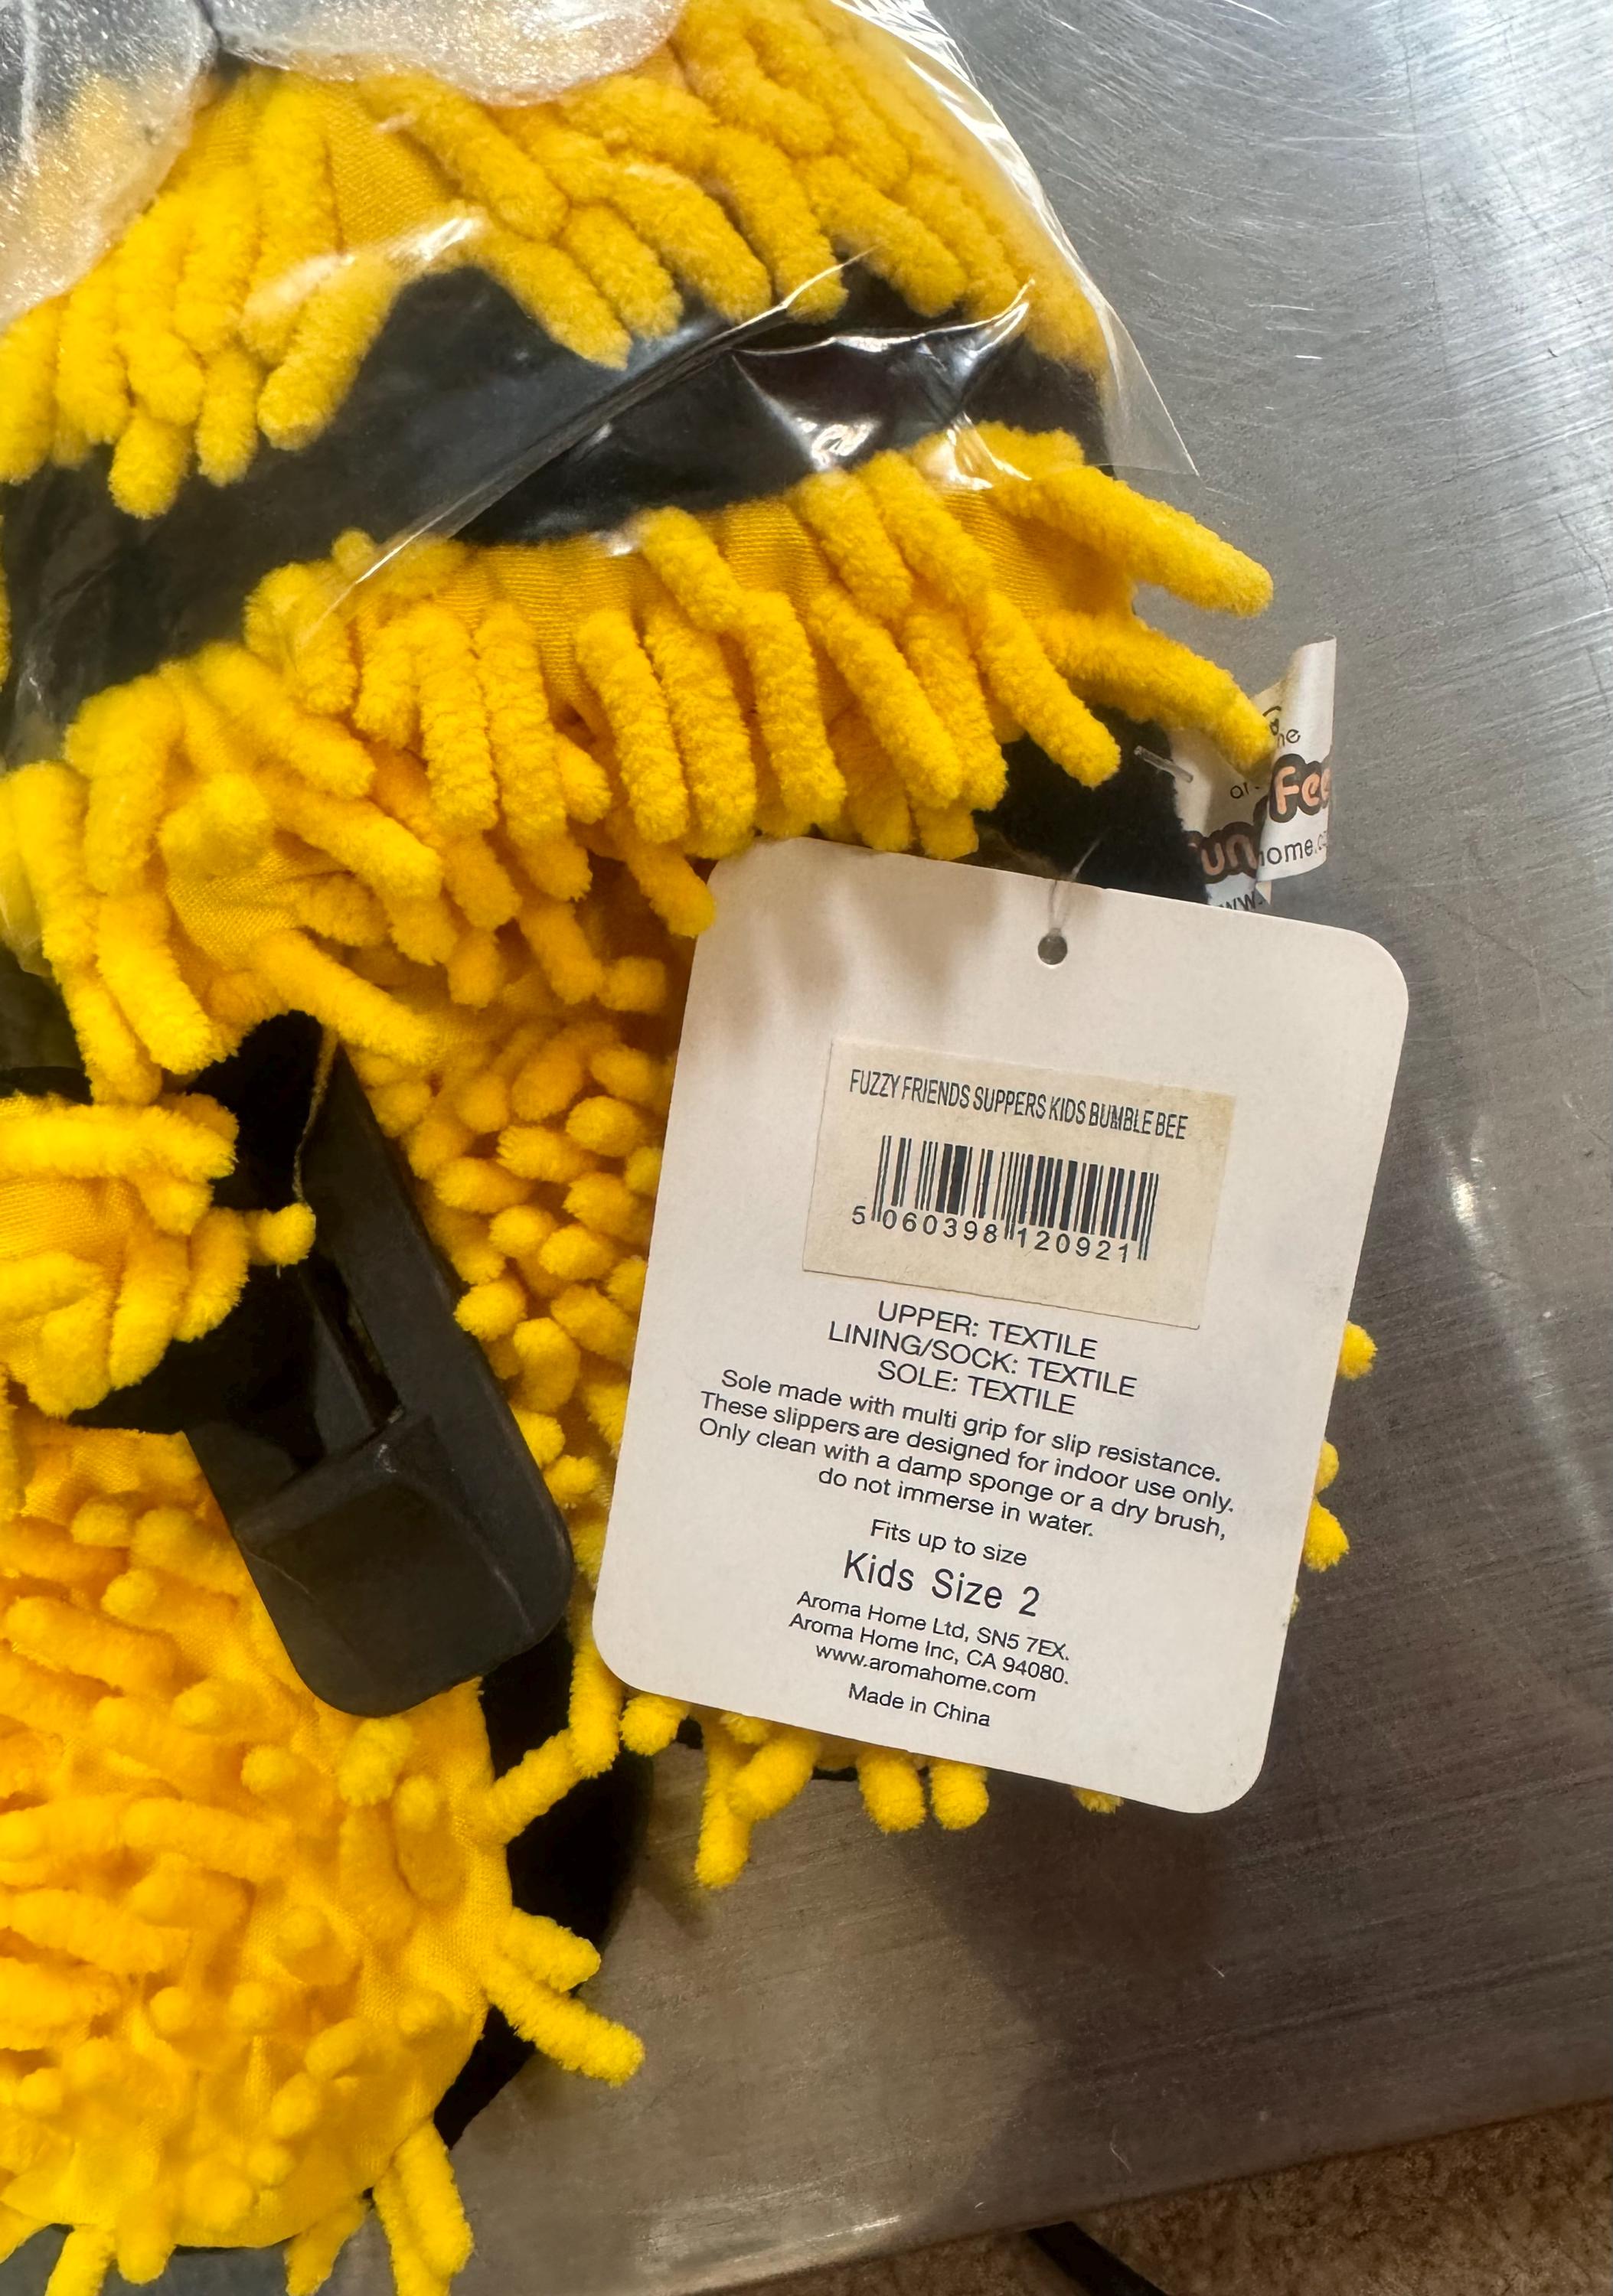 Fee
home.c
FUZZY FRIENDS SUPPERS KIDS BUMBLE BEE
5 060398 120921
UPPER: TEXTILE
LINING/SOCK: TEXTILE
SOLE: TEXTILE
Sole made with multi grip for slip resistance.
These slippers are designed for indoor use only.
Only clean with a damp sponge or a dry brush,
do not immerse in water.
Fits up to size
Kids Size 2
Aroma Home Ltd, SN5 7EX.
Aroma Home Inc, CA 94080.
www.aromahome.com
Made in China